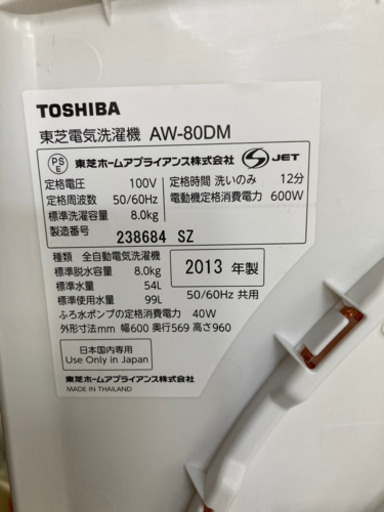 TOSHIBA
東芝電気洗濯機 AW-80DM
PS
E
東芝ホームアプライアンス株式会社 S JET
定格電圧 100V
定格時間 洗いのみ 12分
定格周波数 50/60Hz
電動機定格消費電力 600W
標準洗濯容量 8.0kg
製造番号
238684 SZ
種類 全自動電気洗濯機
標準脱水容量 8.0kg
2013 年製
標準水量 54L
標準使用水量 99L
50/60Hz 共用
ふろ水ポンプの定格消費電力 40W
外形寸法mm 幅600 奥行569 高さ960
日本国内専用
Use Only in Japan
東芝ホームアプライアンス株式会社
MADE IN THAILAND